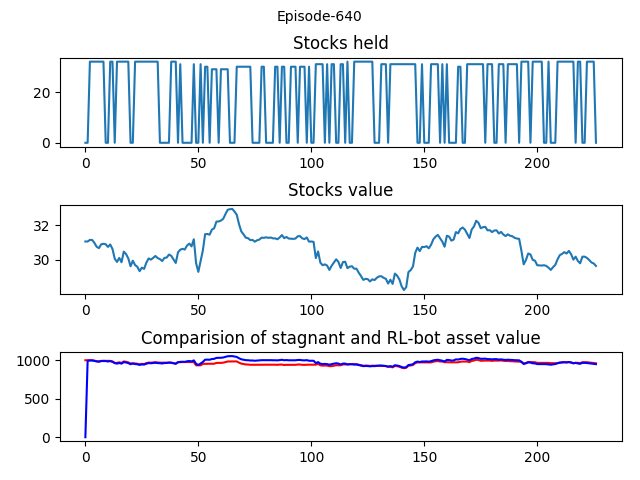 Episode-640
Stocks held
20
0
0 50 100 150 200
Stocks value
32
30
0 50 100 150 200
Comparision of stagnant and RL-bot asset value
1000
500
0
0 50 100 150 200